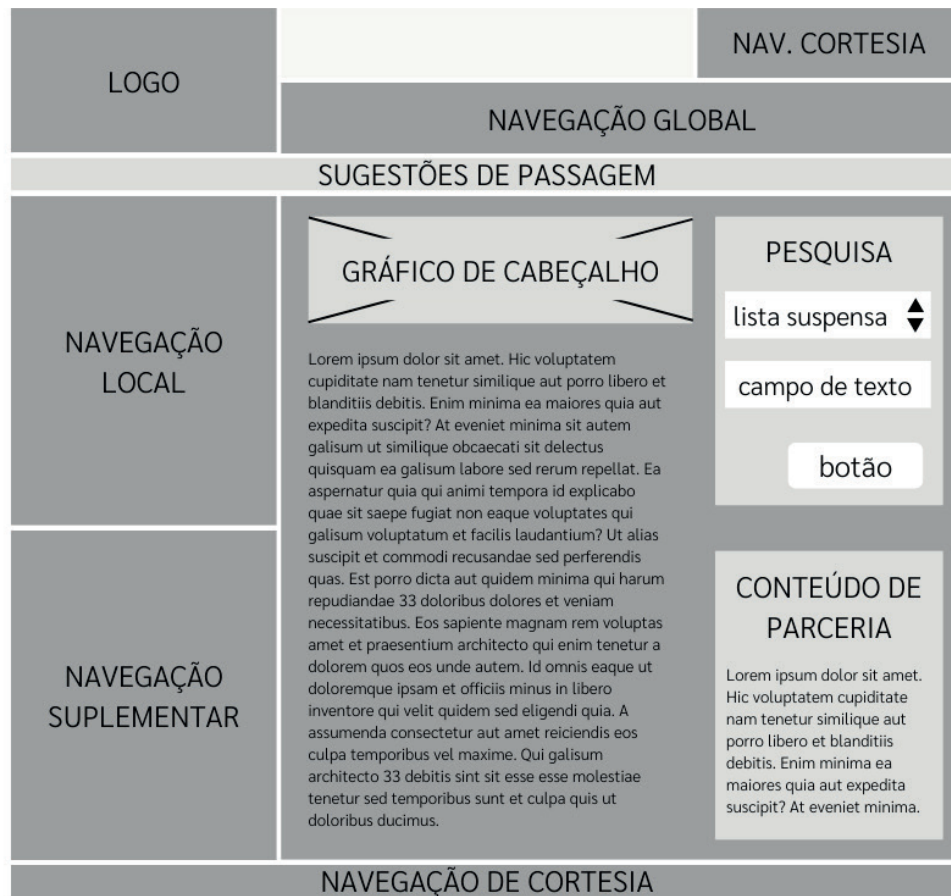 LOGO
NAV. CORTESIA
NAVEGAÇÃO GLOBAL
SUGESTÕES DE PASSAGEM
NAVEGAÇÃO
LOCAL
NAVEGAÇÃO
SUPLEMENTAR
GRÁFICO DE CABEÇALHO
Lorem ipsum dolor sit amet. Hic voluptatem
cupiditate nam tenetur similique aut porro libero et
blanditiis debitis. Enim minima ea maiores quia aut
expedita suscipit? At eveniet minima sit autem
galisum ut similique obcaecati sit delectus
quisquam ea galisum labore sed rerum repellat. Ea
aspernatur quia qui animi tempora id explicabo
quae sit saepe fugiat non eaque voluptates qui
galisum voluptatum et facilis laudantium? Ut alias
suscipit et commodi recusandae sed perferendis
quas. Est porro dicta aut quidem minima qui harum
repudiandae 33 doloribus dolores et veniam
necessitatibus. Eos sapiente magnam rem voluptas
amet et praesentium architecto qui enim tenetur a
dolorem quos eos unde autem. Id omnis eaque ut
doloremque ipsam et officiis minus in libero
inventore qui velit quidem sed eligendi quia. A
assumenda consectetur aut amet reiciendis eos
culpa temporibus vel maxime. Qui galisum
architecto 33 debitis sint sit esse esse molestiae
tenetur sed temporibus sunt et culpa quis ut
doloribus ducimus.
PESQUISA
lista suspensa
campo de texto
botão
CONTEÚDO DE
PARCERIA
Lorem ipsum dolor sit amet.
Hic voluptatem cupiditate
nam tenetur similique aut
porro libero et blanditiis
debitis. Enim minima ea
maiores quia aut expedita
suscipit? At eveniet minima.
NAVEGAÇÃO DE CORTESIA